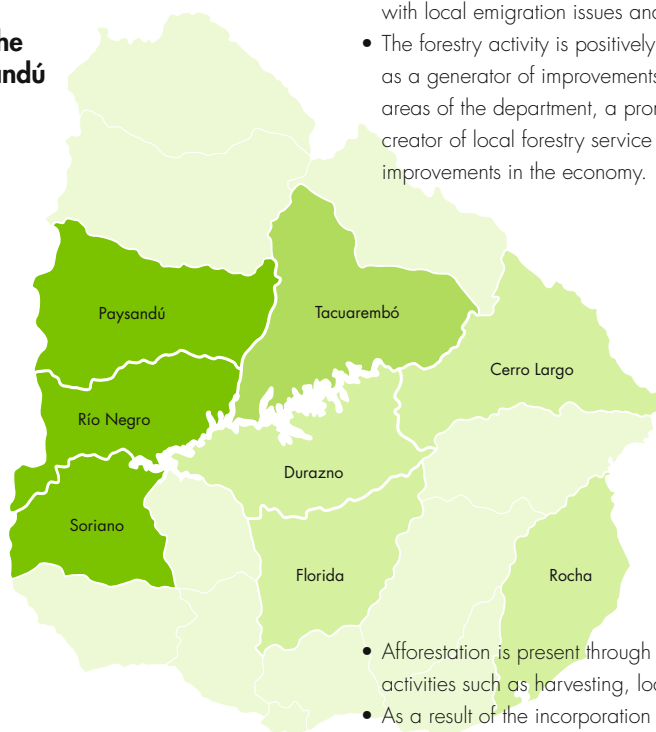 with local emigration issues and
he
andú
• The forestry activity is positively
as a generator of improvements
areas of the department, a pro
creator of local forestry service
improvements in the economy.
Paysandú
Tacuarembó
Cerro Largo
Río Negro
Durazno
Soriano
Florida
Rocha
• Afforestation is present through
activities such as harvesting, lo
• As a result of the incorporation